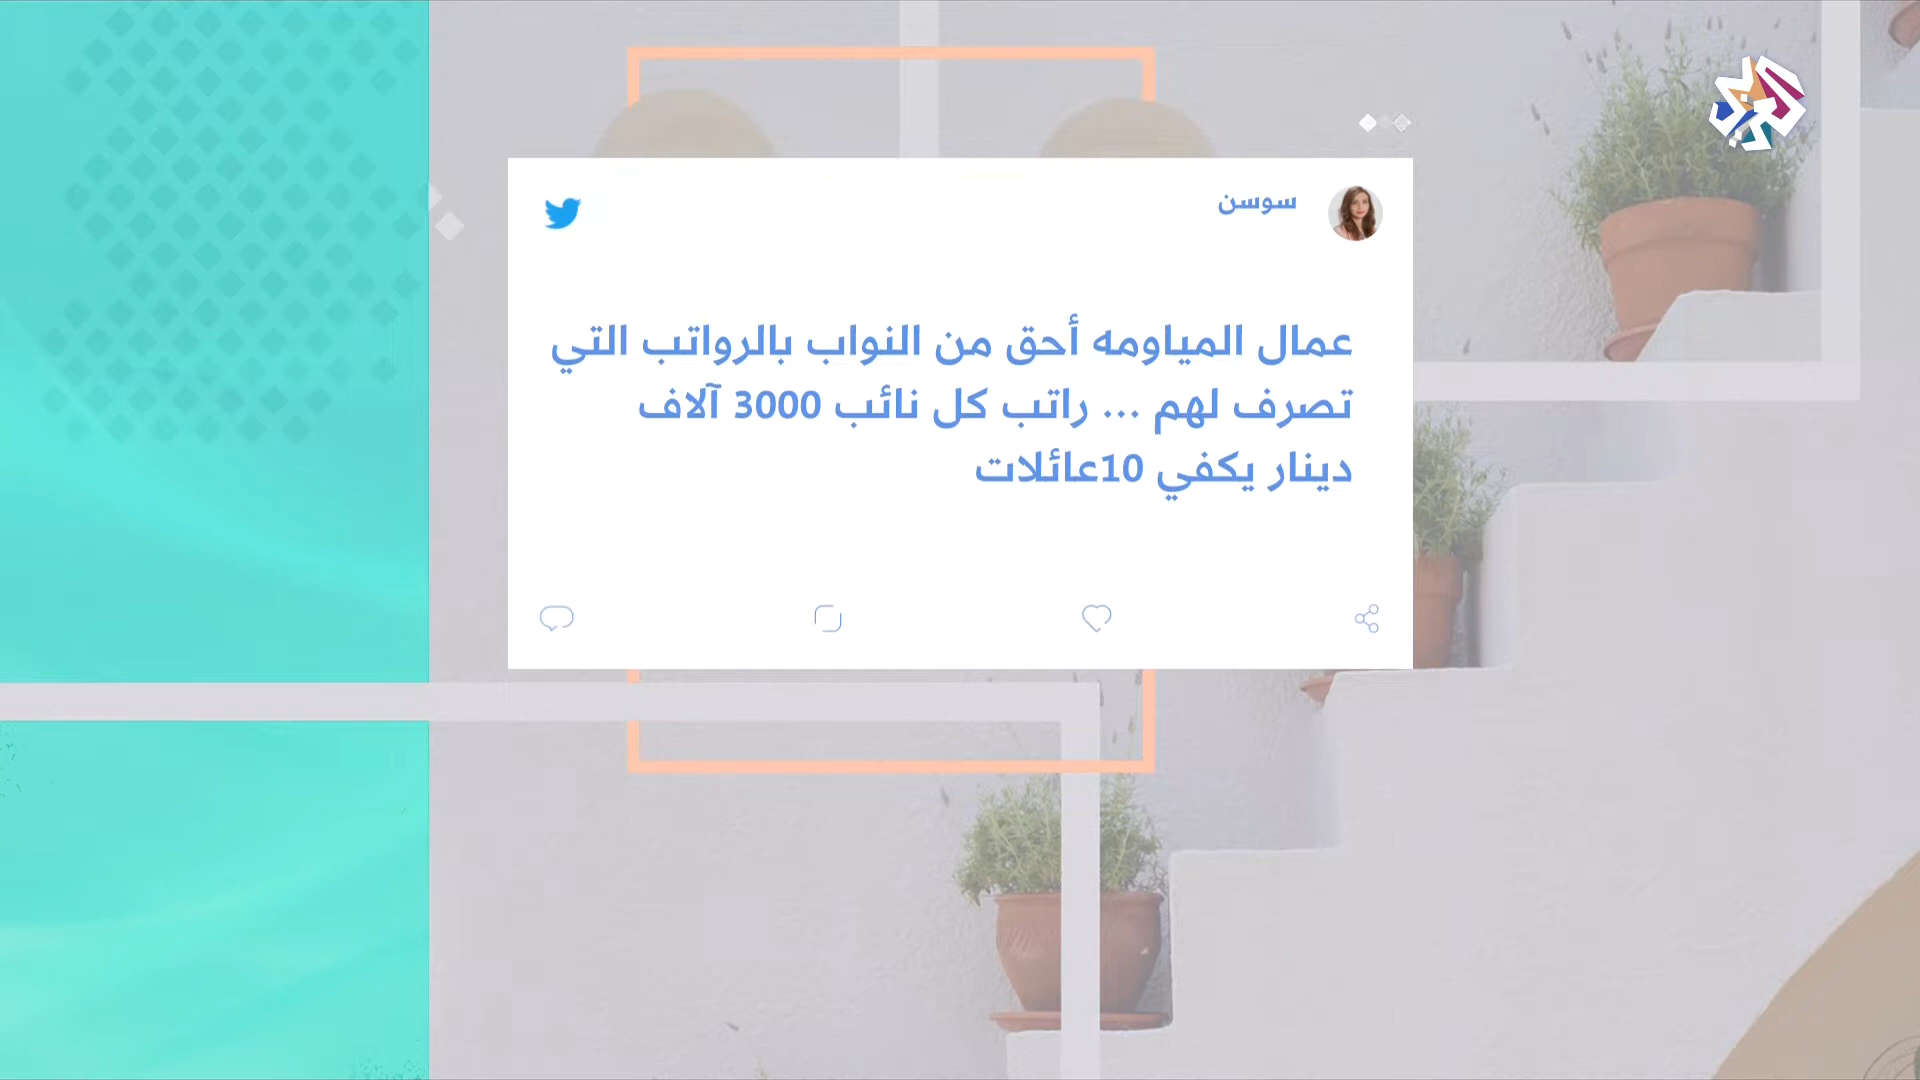 سوسن
عمال المياومه أحق من النواب بالرواتب التي
تصرف لهم ... راتب كل نائب 3000 آلاف
دينار يكفي 10عائلات